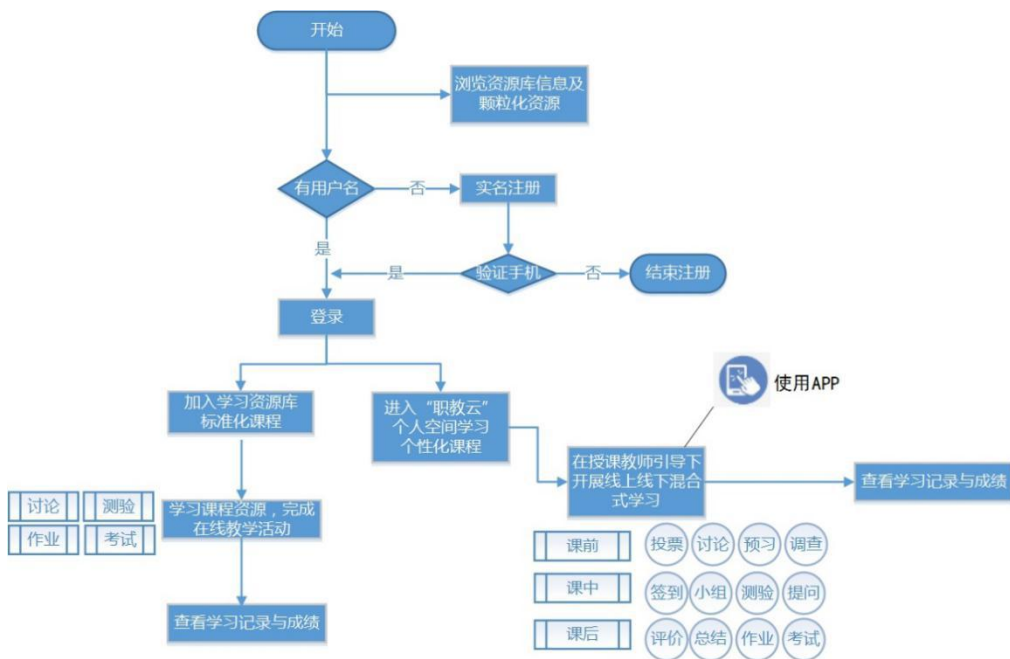 开始
浏览资源库信息及
颗粒化资源
有用户名
否
实名注册
是
是
验证手机
否
结束注册
登录
使用APP
加入学习资源库
标准化课程
进入“职教云”
个人空间学习
个性化课程
在授课教师引导下
开展线上线下混合
式学习
查看学习记录与成绩
讨论
测验
作业
考试
学习课程资源，完成
在线教学活动
课前
投票
讨论
预习
调查
课中
签到
小组
测验
提问
课后
评价
总结
作业
考试
查看学习记录与成绩